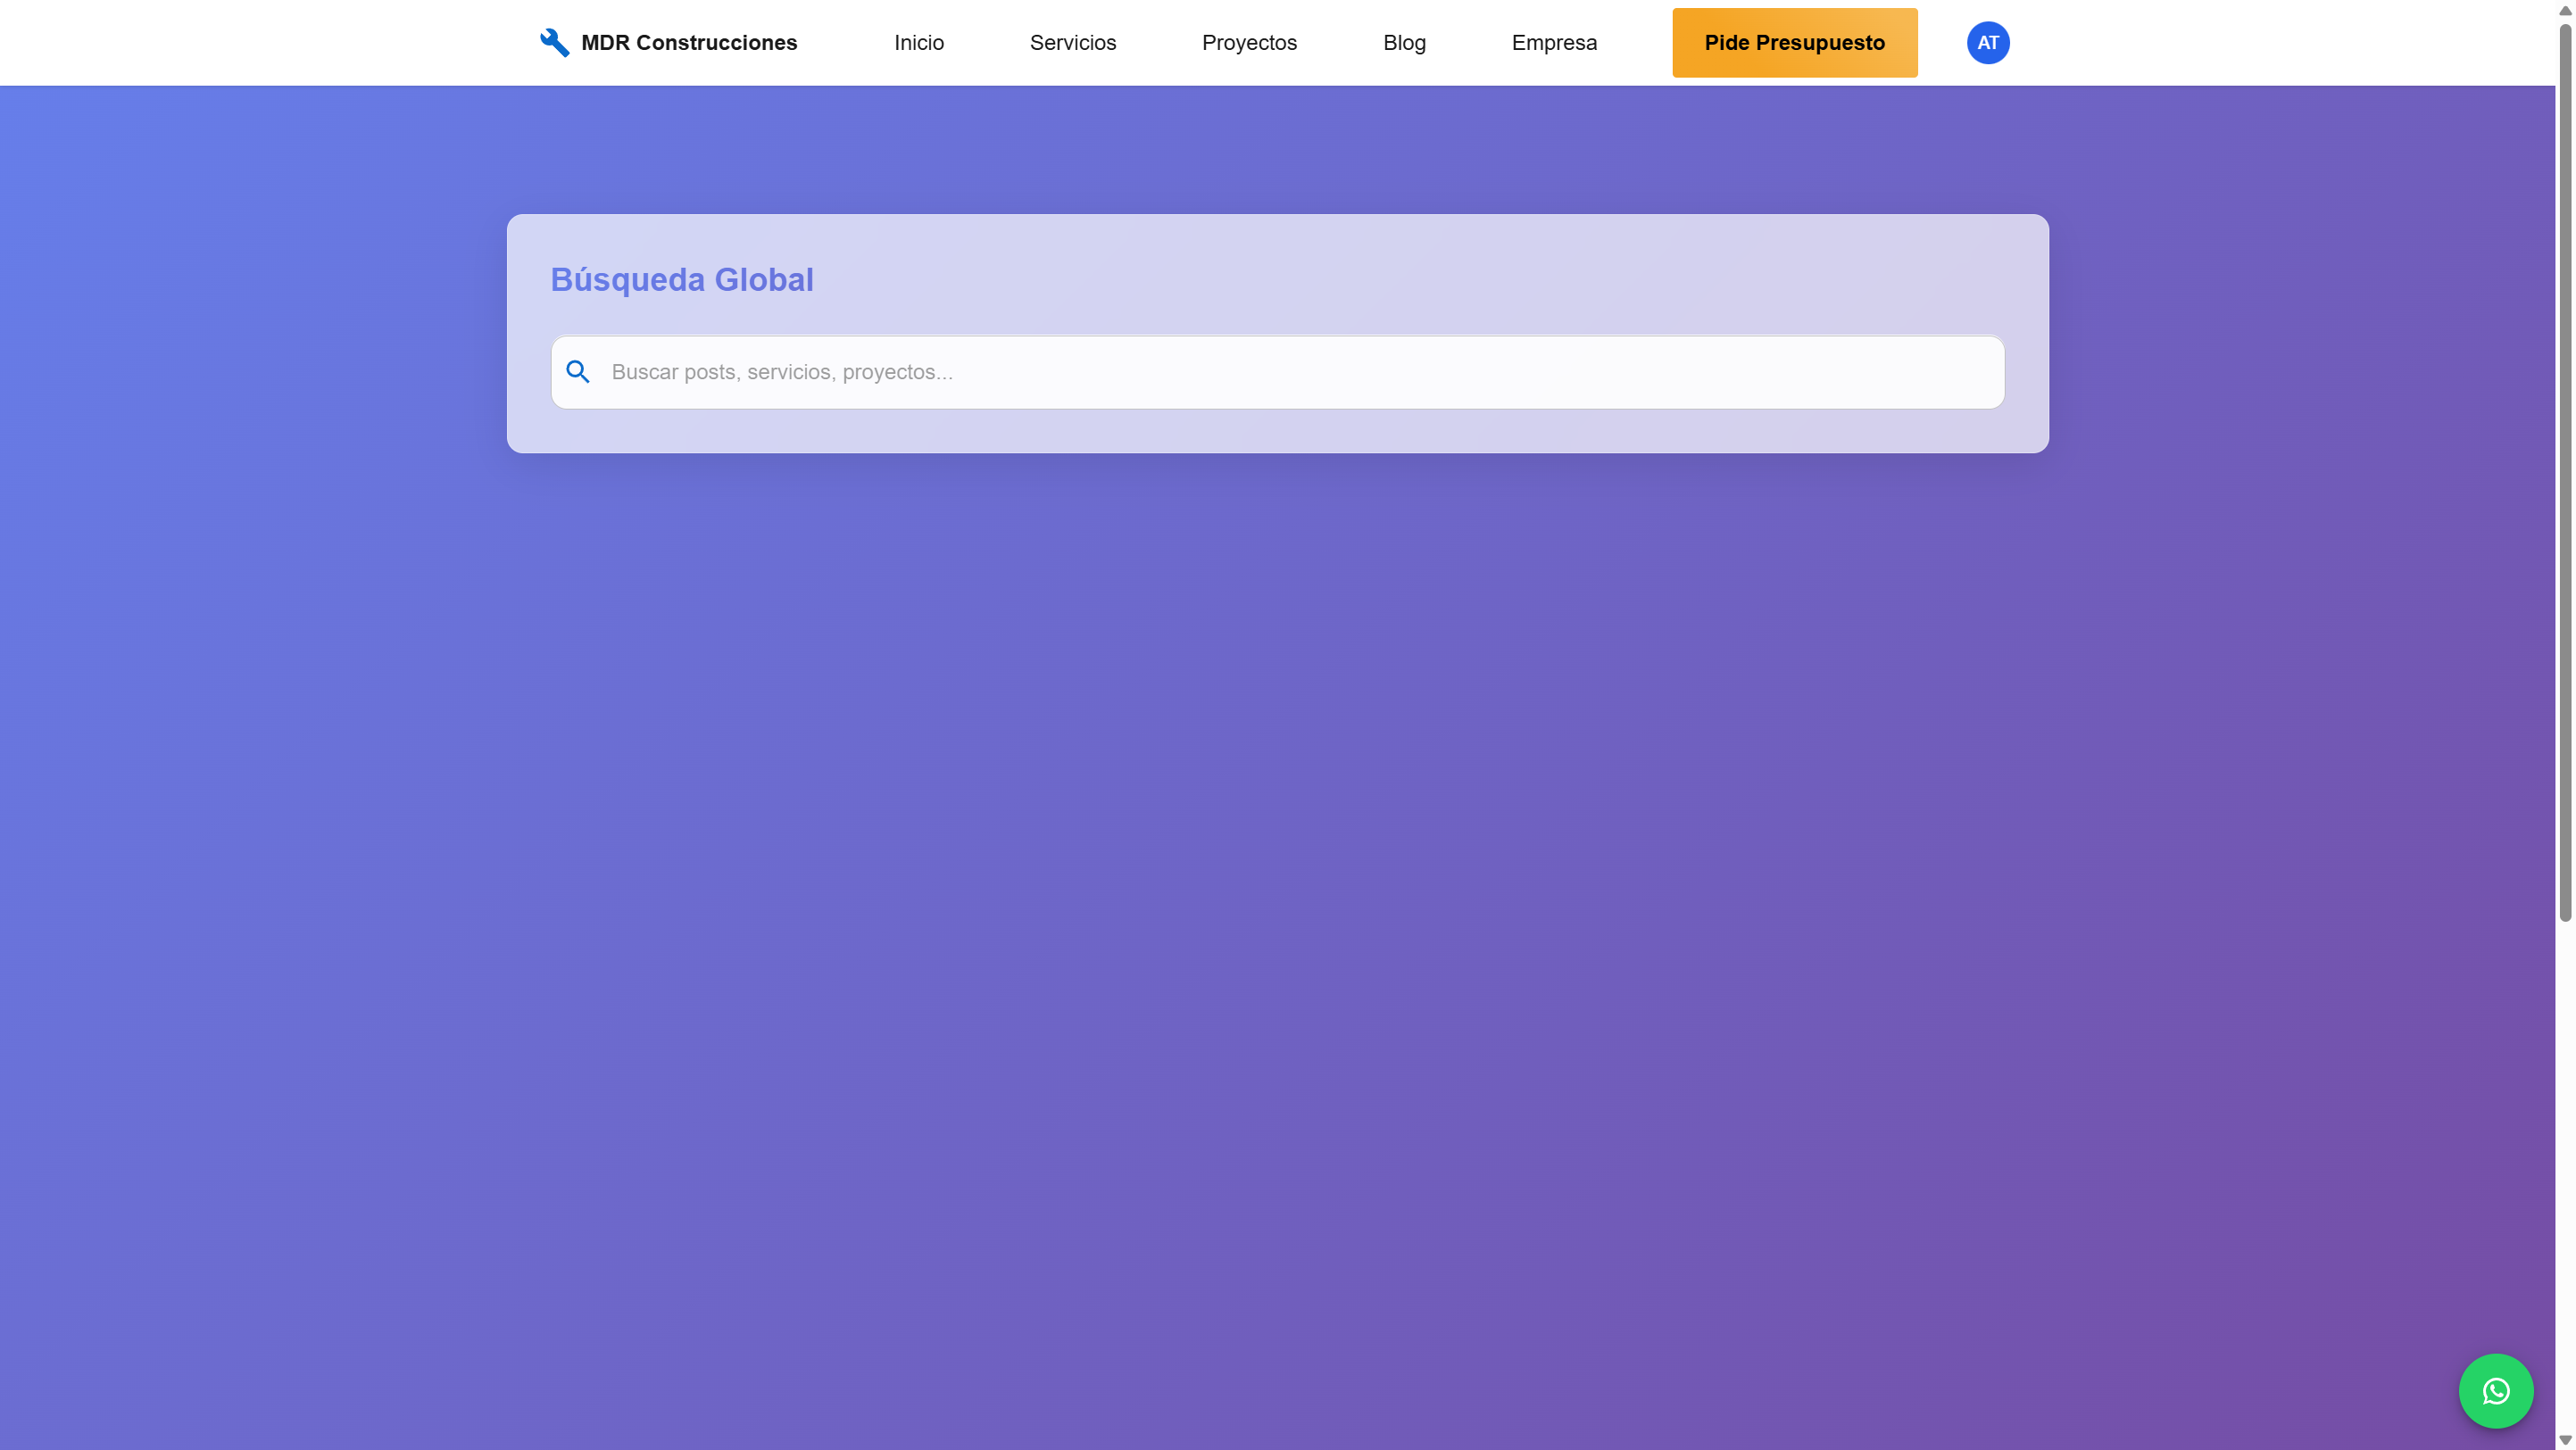 MDR Construcciones
Inicio
Servicios
Proyectos
Blog
Empresa
Pide Presupuesto
AT
Búsqueda Global
Buscar posts, servicios, proyectos...